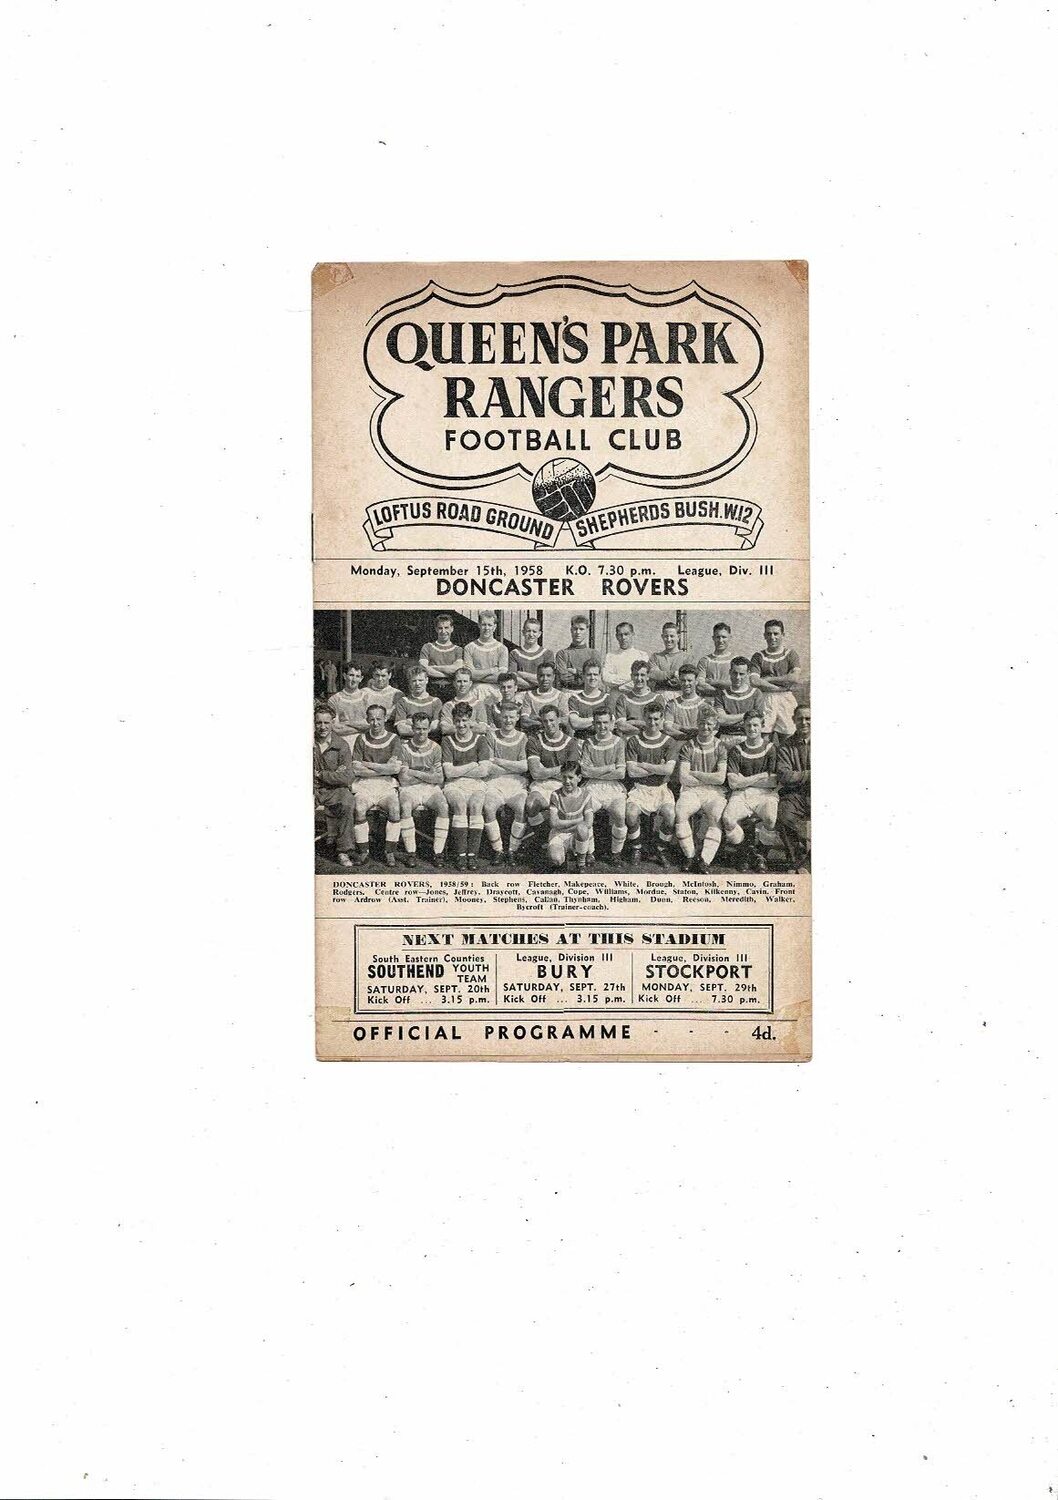 QUEEN'S PARK
RANGERS
FOOTBALL CLUB
LOFTUS ROAD GROUND SHEPHERDS BUSH.W.12
Monday, September 15th, 1958 K.O. 7.30 p.m. League, Div. III
DONCASTER ROVERS
DONCASTER ROVERS, 1958/59: Back row Fletcher, Makepeace, White, Brough, McIntosh, Nimmo, Graham,
Rodgers. Centre row—Jones, Jeffrey, Draycott, Cavanagh, Cope, Williams, Mordue, Staton, Kilkenny, Cavin. Front
row Ardrow (Asst. Trainer), Mooney, Stephens, Callan, Thynham, Higham, Dunn, Reeson, Meredith, Walker,
Bycroft (Trainer-coach).
NEXT MATCHES AT THIS STADIUM
South Eastern Counties
SOUTHEND YOUTH TEAM
SATURDAY, SEPT. 20th
Kick Off ... 3.15 p.m.
League, Division III
BURY
SATURDAY, SEPT. 27th
Kick Off ... 3.15 p.m.
League, Division III
STOCKPORT
MONDAY, SEPT. 29th
Kick Off .... 7.30 p.m.
OFFICIAL PROGRAMME - - - 4d.